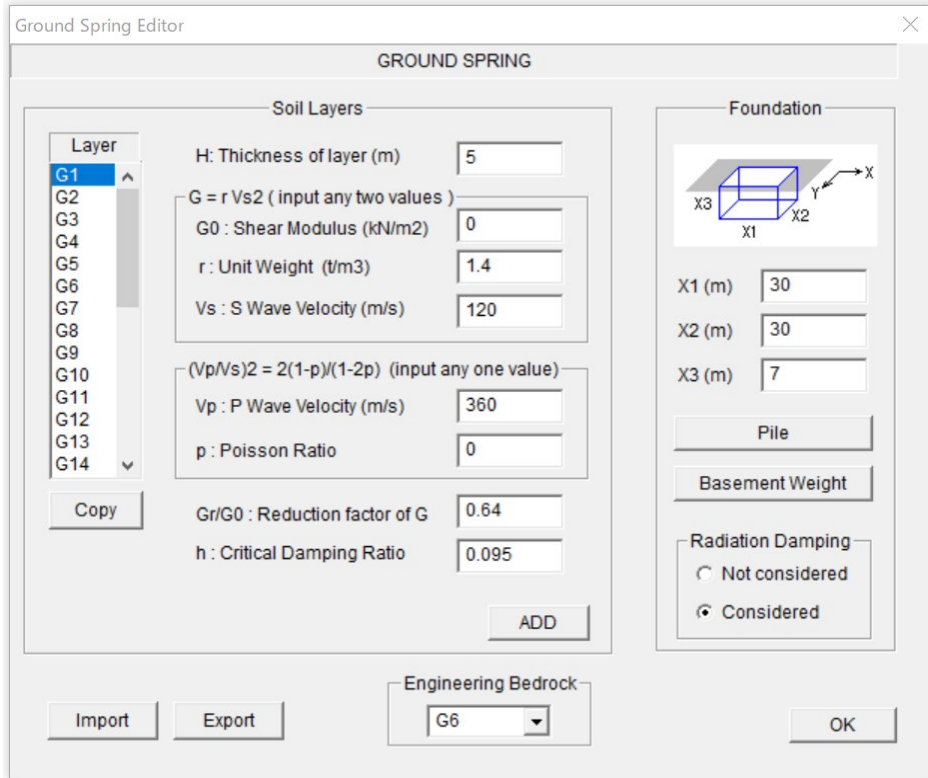 Ground Spring Editor
GROUND SPRING
Soil Layers
Layer
G1
G2
G3
G4
G5
G6
G7
G8
G9
G10
G11
G12
G13
G14
Copy
H: Thickness of layer (m) 5
G = r Vs2 ( input any two values )
G0 : Shear Modulus (kN/m2) 0
r : Unit Weight (t/m3) 1.4
Vs : S Wave Velocity (m/s) 120
(Vp/Vs)2 = 2(1-p)/(1-2p) (input any one value)
Vp : P Wave Velocity (m/s) 360
p : Poisson Ratio 0
Gr/G0 : Reduction factor of G 0.64
h : Critical Damping Ratio 0.095
ADD
Foundation
X
Y
X3
X2
X1
X1 (m) 30
X2 (m) 30
X3 (m) 7
Pile
Basement Weight
Radiation Damping
Not considered
Considered
Import
Export
Engineering Bedrock
G6
OK